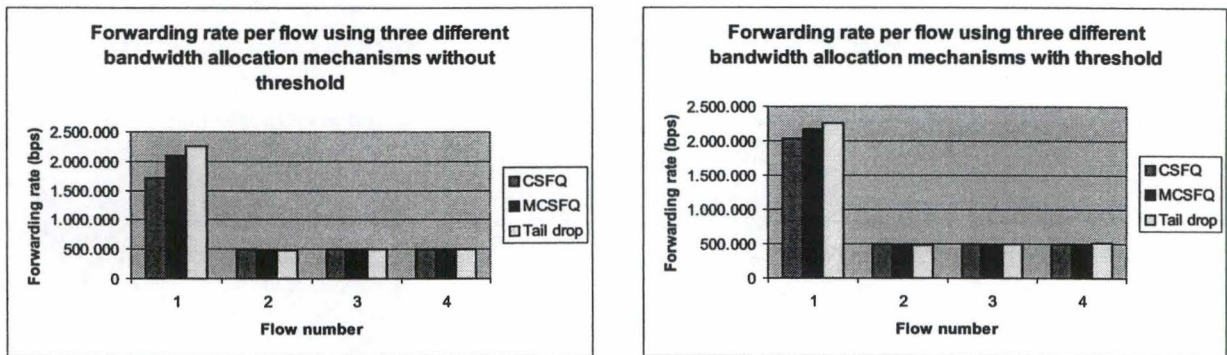 Forwarding rate per flow using three different
bandwidth allocation mechanisms without
threshold
Forwarding rate (bps)
2.500.000
2.000.000
1.500.000
1.000.000
500.000
0
1
2
3
4
Flow number
CSFQ
MCSFQ
Tail drop
Forwarding rate per flow using three different
bandwidth allocation mechanisms with threshold
Forwarding rate (bps)
2.500.000
2.000.000
1.500.000
1.000.000
500.000
0
1
2
3
4
Flow number
CSFQ
MCSFQ
Tail drop